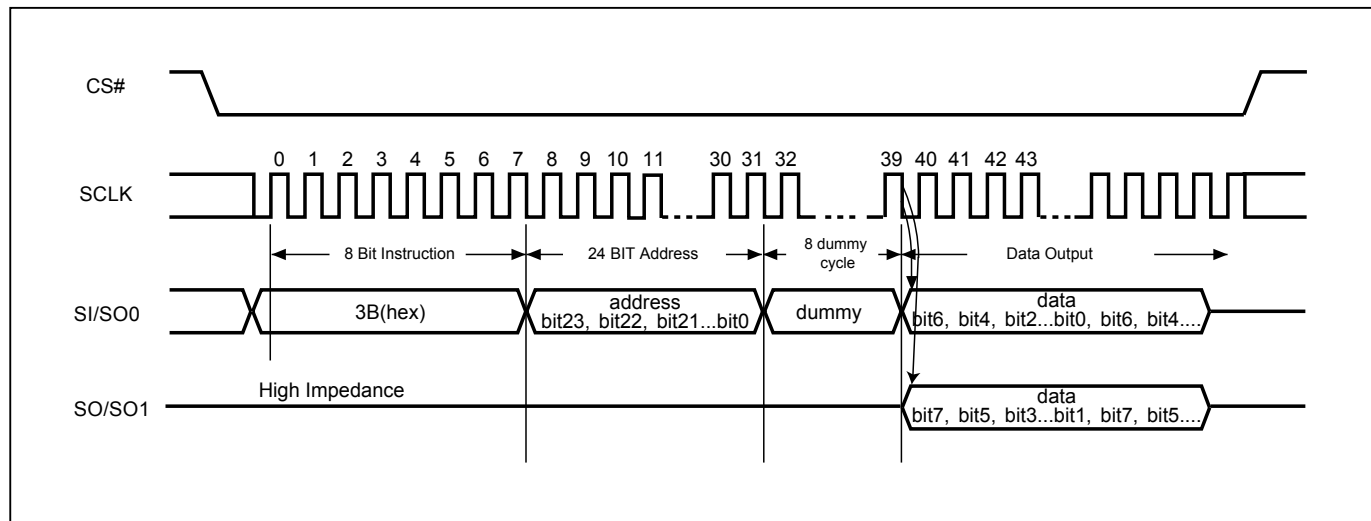 CS#
0 1 2 3 4 5 6 7 8 9 10 11 30 31 32 39 40 41 42 43
SCLK
8 Bit Instruction 24 BIT Address 8 dummy cycle Data Output
SI/SO0
3B(hex)
address
bit23, bit22, bit21...bit0
dummy
data
bit6, bit4, bit2...bit0, bit6, bit4....
High Impedance
SO/SO1
data
bit7, bit5, bit3...bit1, bit7, bit5....